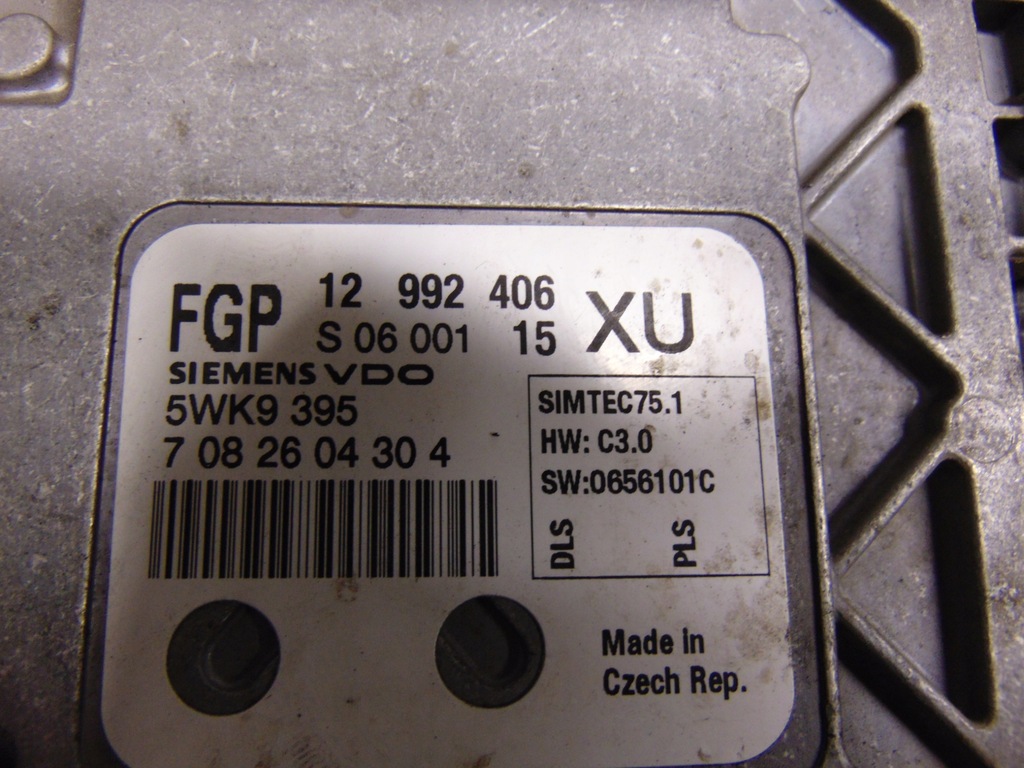 FGP 12 992 406 XU
S 06 001 15
SIEMENS VDO
5WK9 395
7 08 26 04 30 4
SIMTEC75.1
HW: C3.0
SW:0656101C
DLS PLS
Made in
Czech Rep.